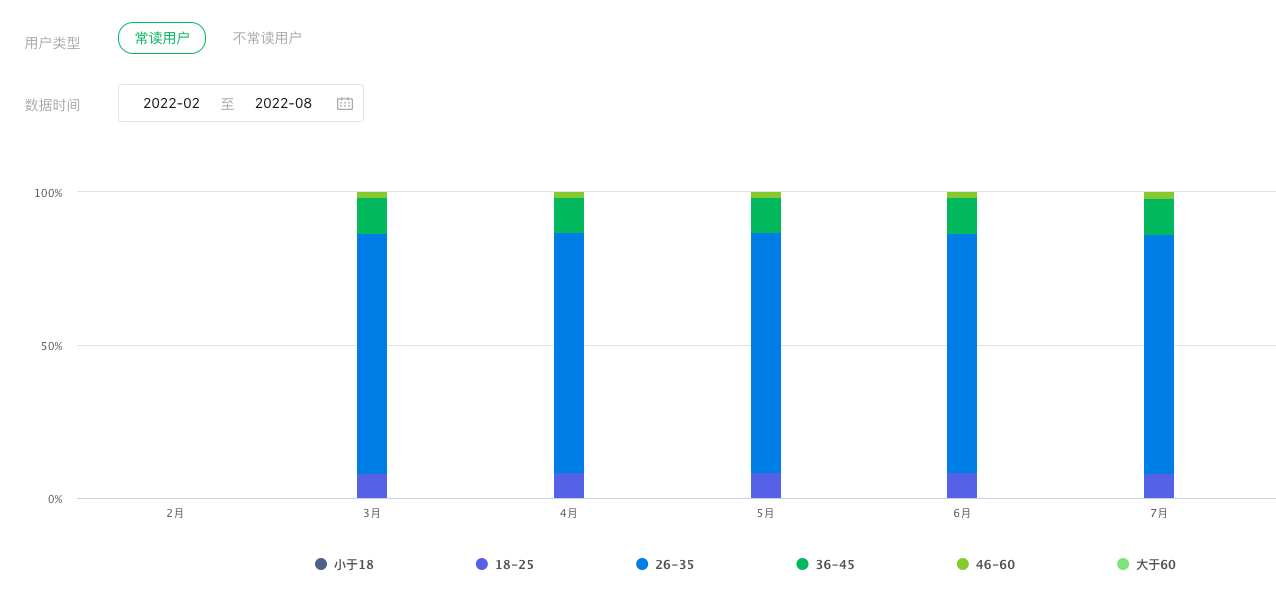 用户类型 常读用户 不常读用户
数据时间 2022-02 至 2022-08
100%
50%
0%
2月 3月 4月 5月 6月 7月
小于18 18-25 26-35 36-45 46-60 大于60